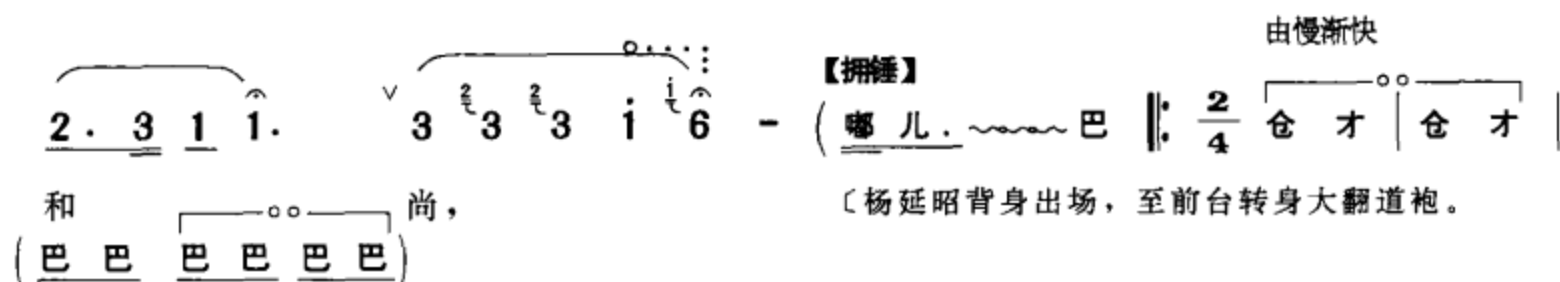 由慢渐快
【拥锤】
2 . 3 1 1 . ∨ 3 2 3 2 3 i i 6 - ( 嘟 儿 . 巴 ‖: 2/4 仓 才 | 仓 才 |
和 尚， 〔杨延昭背身出场，至前台转身大翻道袍。
( 巴 巴 巴 巴 巴 巴 )